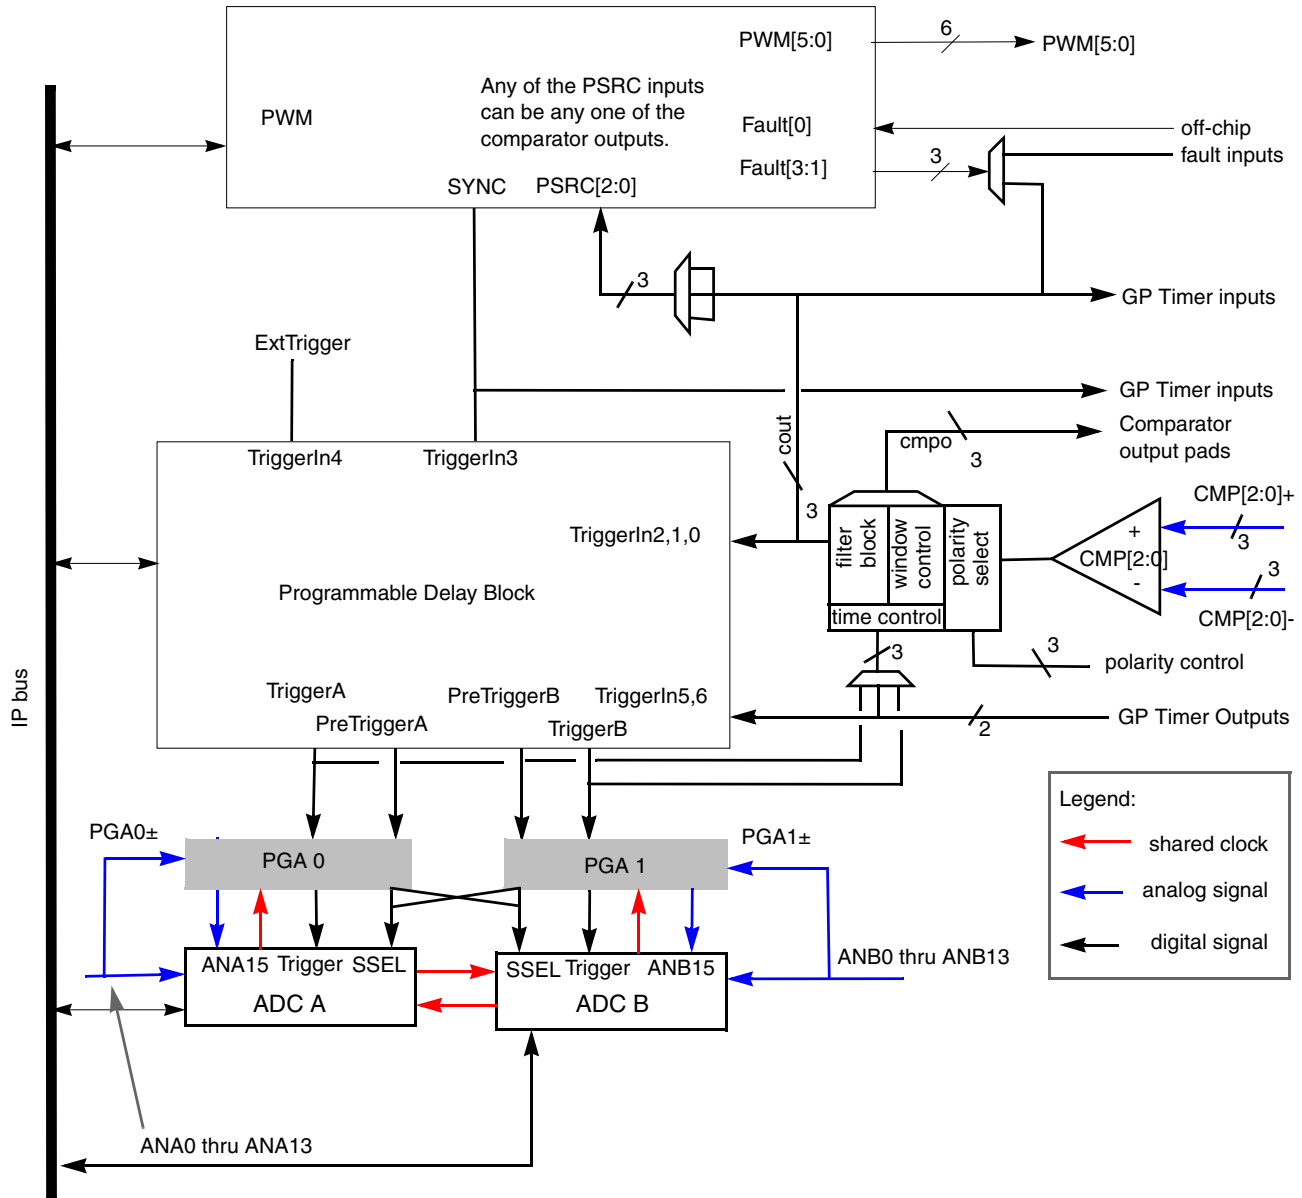 PWM[5:0]
6
PWM[5:0]
Any of the PSRC inputs
can be any one of the
comparator outputs.
PWM
Fault[0]
off-chip
fault inputs
Fault[3:1]
3
SYNC
PSRC[2:0]
3
GP Timer inputs
ExtTrigger
GP Timer inputs
cout
3
cmpo
3
Comparator
output pads
TriggerIn4
TriggerIn3
CMP[2:0]+
3
TriggerIn2,1,0
filter
block
window
control
polarity
select
+
CMP[2:0]
-
3
CMP[2:0]-
Programmable Delay Block
time control
3
3
polarity control
IP bus
TriggerA
PreTriggerA
PreTriggerB
TriggerB
TriggerIn5,6
2
GP Timer Outputs
PGA0±
PGA 0
PGA 1
PGA1±
Legend:
shared clock
analog signal
digital signal
ANA15
Trigger
SSEL
ADC A
SSEL
Trigger
ANB15
ADC B
ANB0 thru ANB13
ANA0 thru ANA13